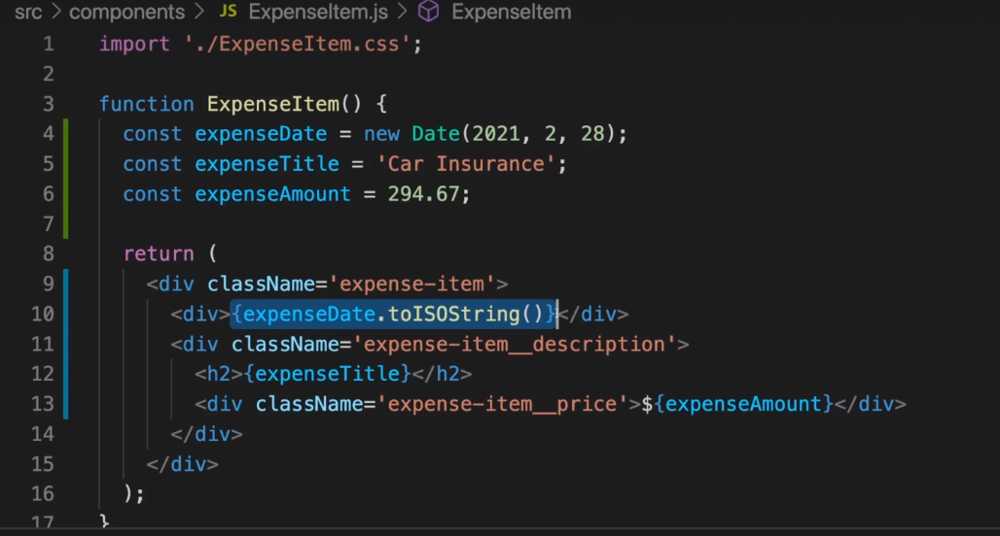 src > components > JS ExpenseItem.js > ExpenseItem
1 import './ExpenseItem.css';
2
3 function ExpenseItem() {
4   const expenseDate = new Date(2021, 2, 28);
5   const expenseTitle = 'Car Insurance';
6   const expenseAmount = 294.67;
7
8   return (
9     <div className='expense-item'>
10       <div>{expenseDate.toISOString()}</div>
11       <div className='expense-item__description'>
12         <h2>{expenseTitle}</h2>
13         <div className='expense-item__price'>${expenseAmount}</div>
14       </div>
15     </div>
16   );
17 }